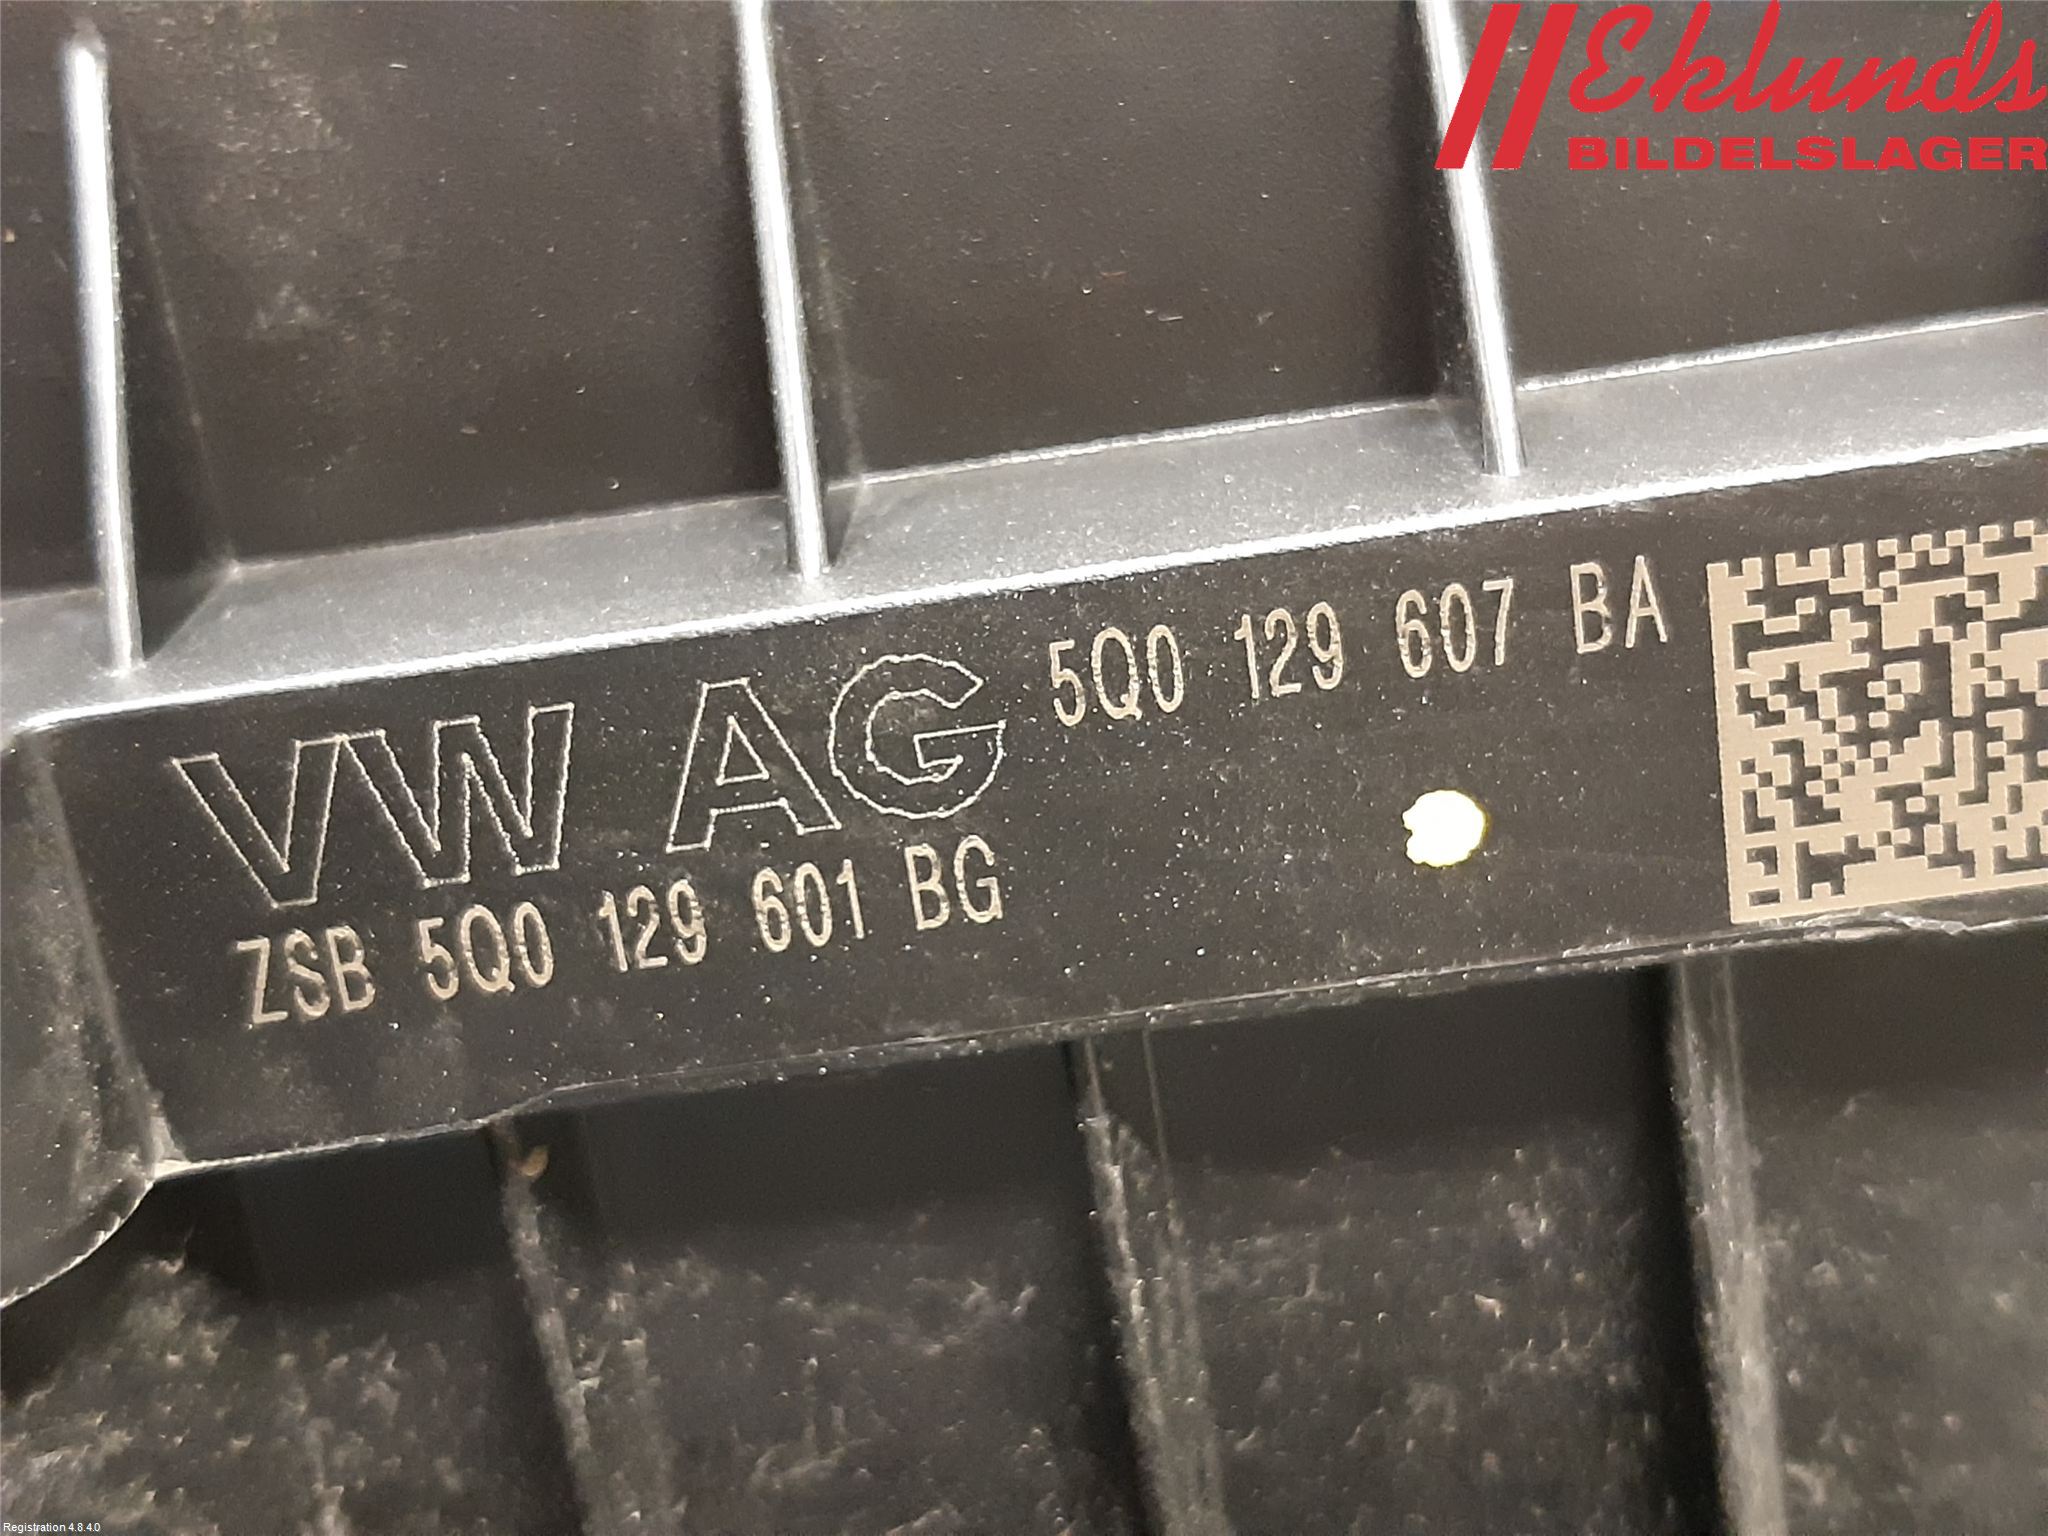 Eklunds
BILDELSLAGER
VW AG 5Q0 129 607 BA
ZSB 5Q0 129 601 BG
Registration 4.8.4.0